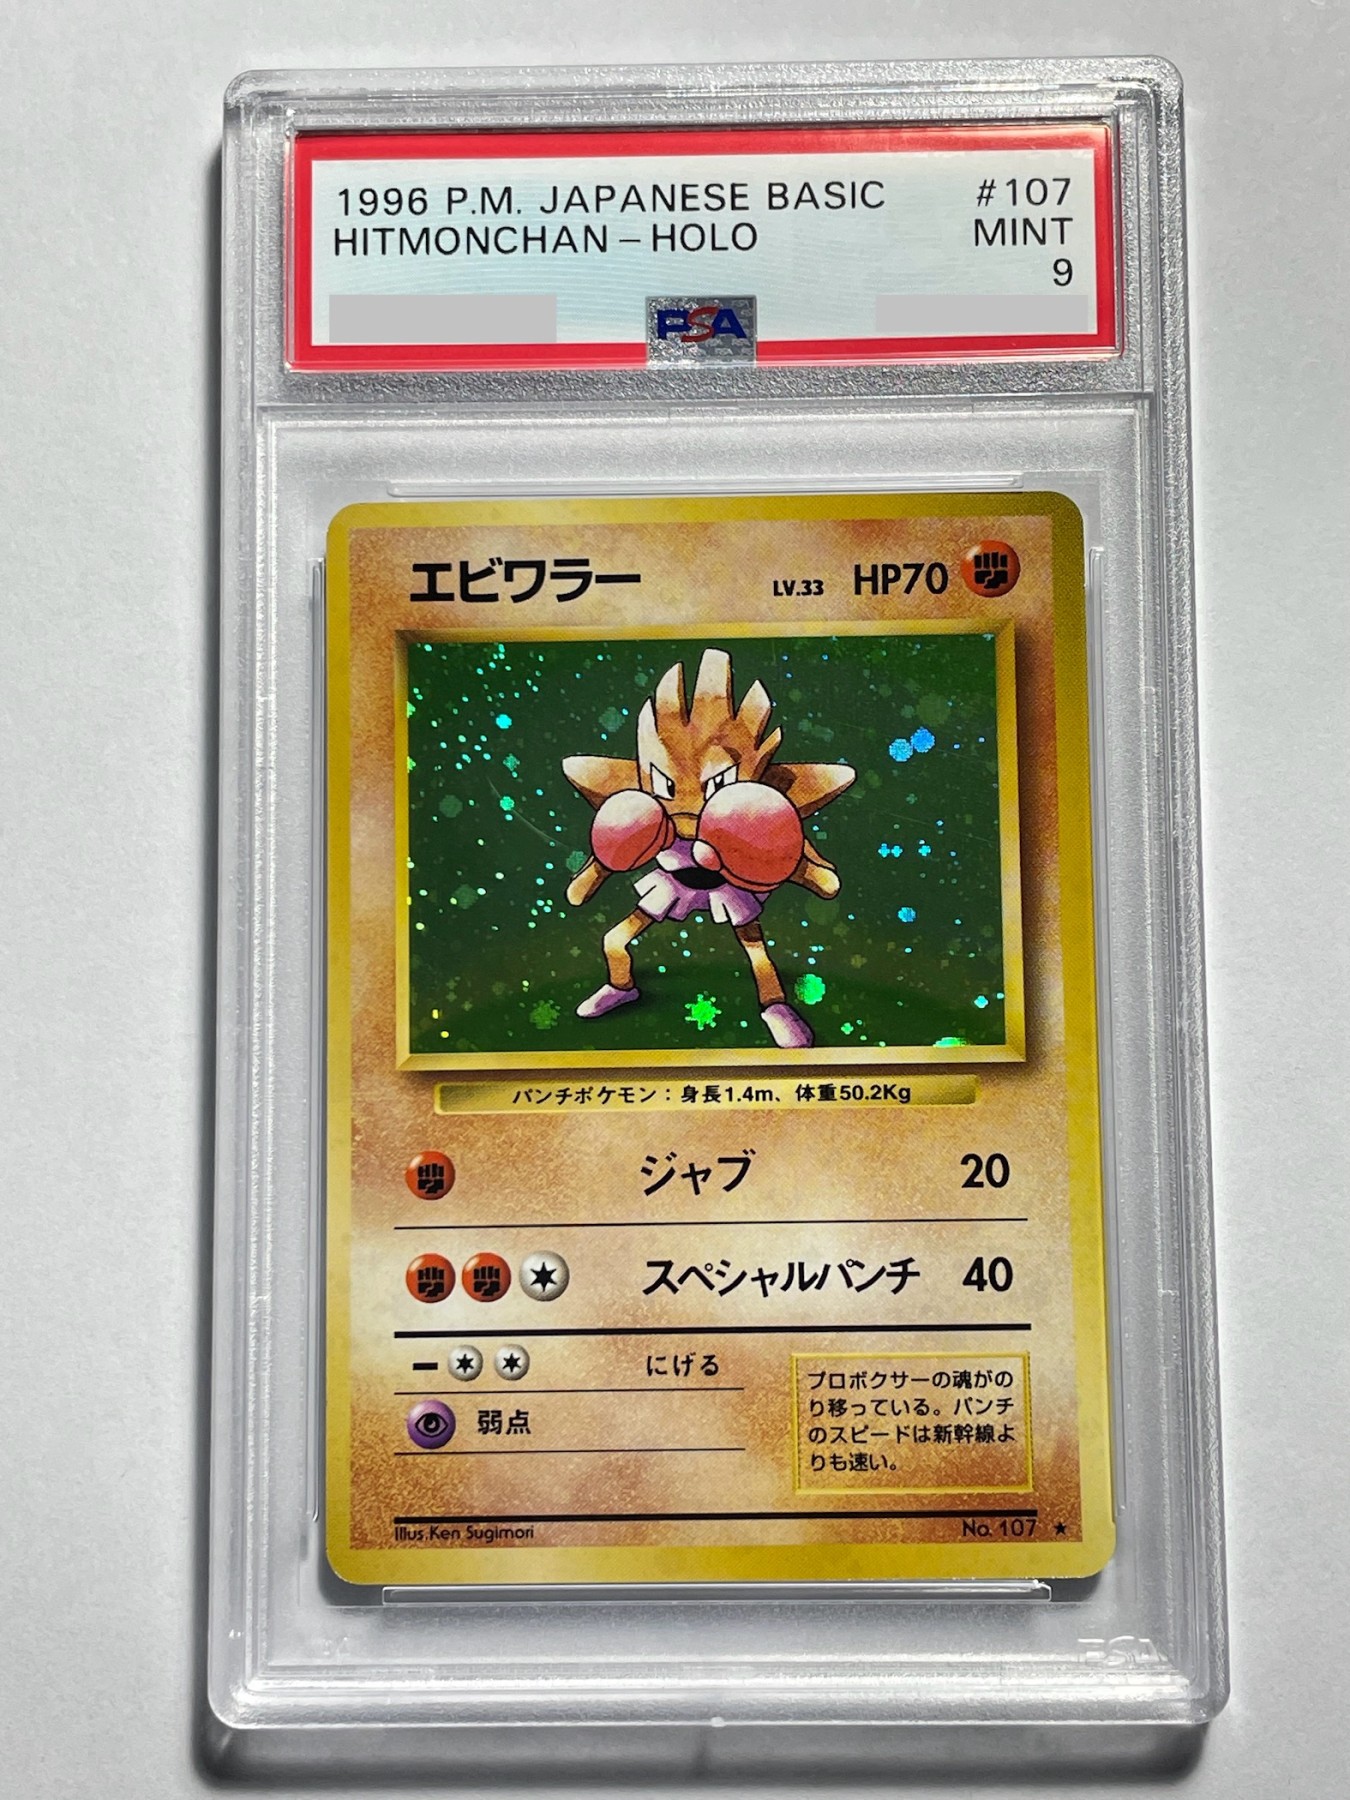 1996 P.M. JAPANESE BASIC #107
HITMONCHAN - HOLO MINT
9
PSA
エビワラー LV.33 HP70
パンチポケモン：身長1.4m、体重50.2Kg
ジャブ 20
スペシャルパンチ 40
にげる
弱点
プロボクサーの魂がの
り移っている。パンチ
のスピードは新幹線よ
りも速い。
Illus.Ken Sugimori No. 107 ★
PSA